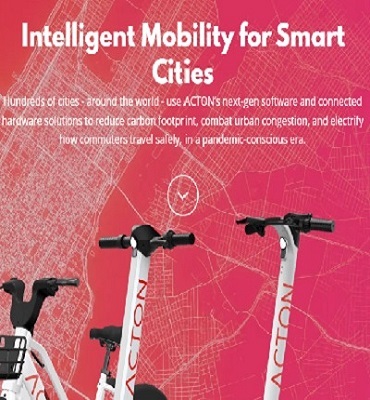 Intelligent Mobility for Smart
Cities
Hundreds of cities - around the world - use ACTON's next-gen software and connected
hardware solutions to reduce carbon footprint, combat urban congestion, and electrify
how commuters travel safely, in a pandemic-conscious era.
ACTON
ACTON
ACTON